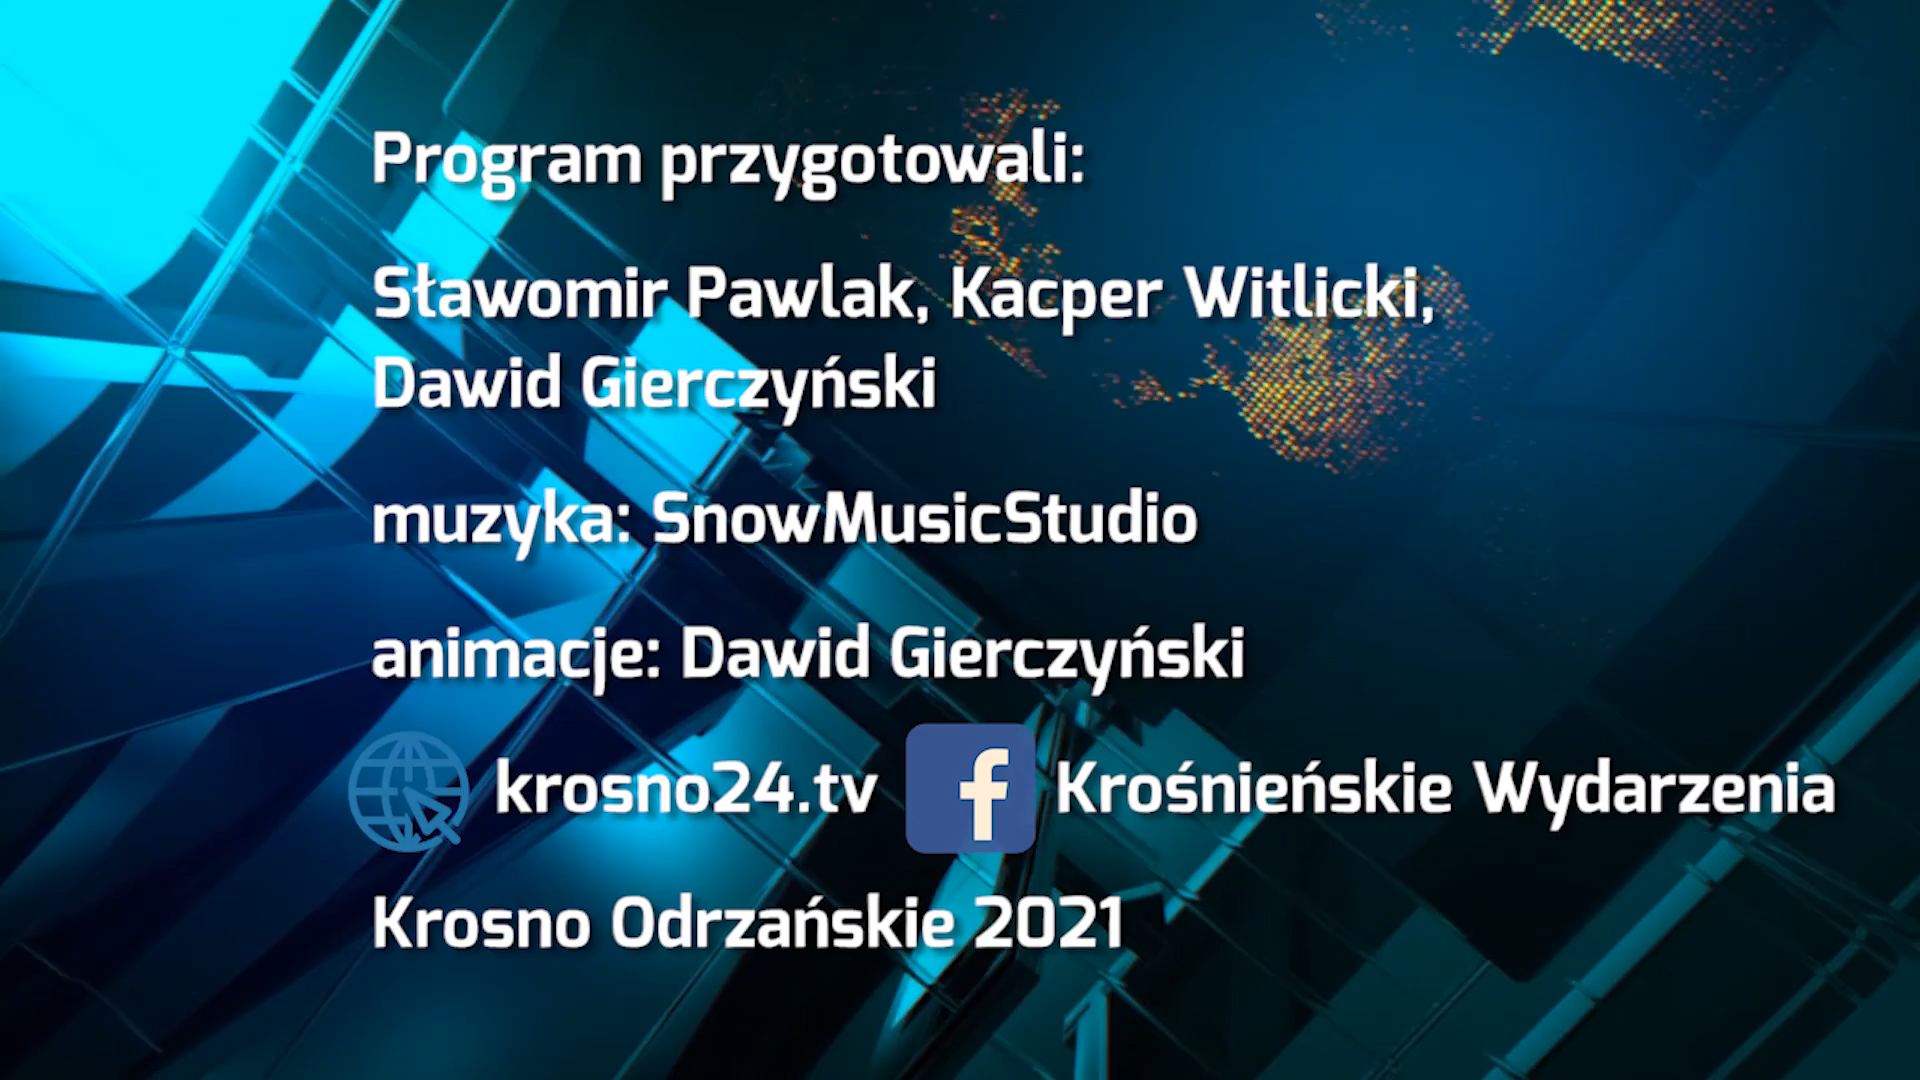 Program przygotowali:
Sławomir Pawlak, Kacper Witlicki,
Dawid Gierczyński
muzyka: SnowMusicStudio
animacje: Dawid Gierczyński
krosno24.tv f Krośnieńskie Wydarzenia
Krosno Odrzańskie 2021